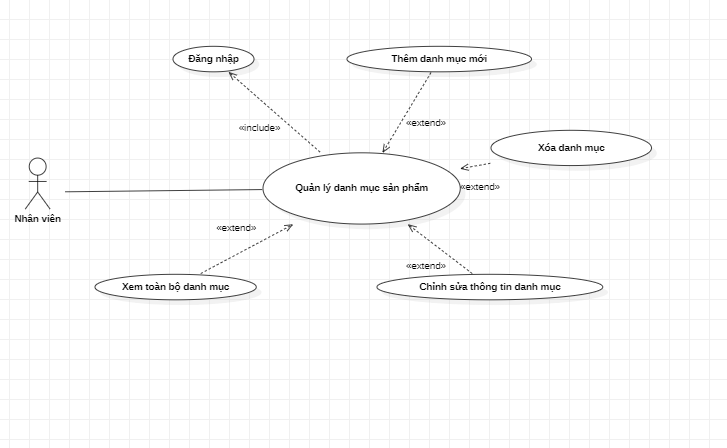 Đăng nhập
Thêm danh mục mới
«include»
«extend»
Xóa danh mục
Quản lý danh mục sản phẩm
«extend»
Nhân viên
«extend»
«extend»
Xem toàn bộ danh mục
Chỉnh sửa thông tin danh mục